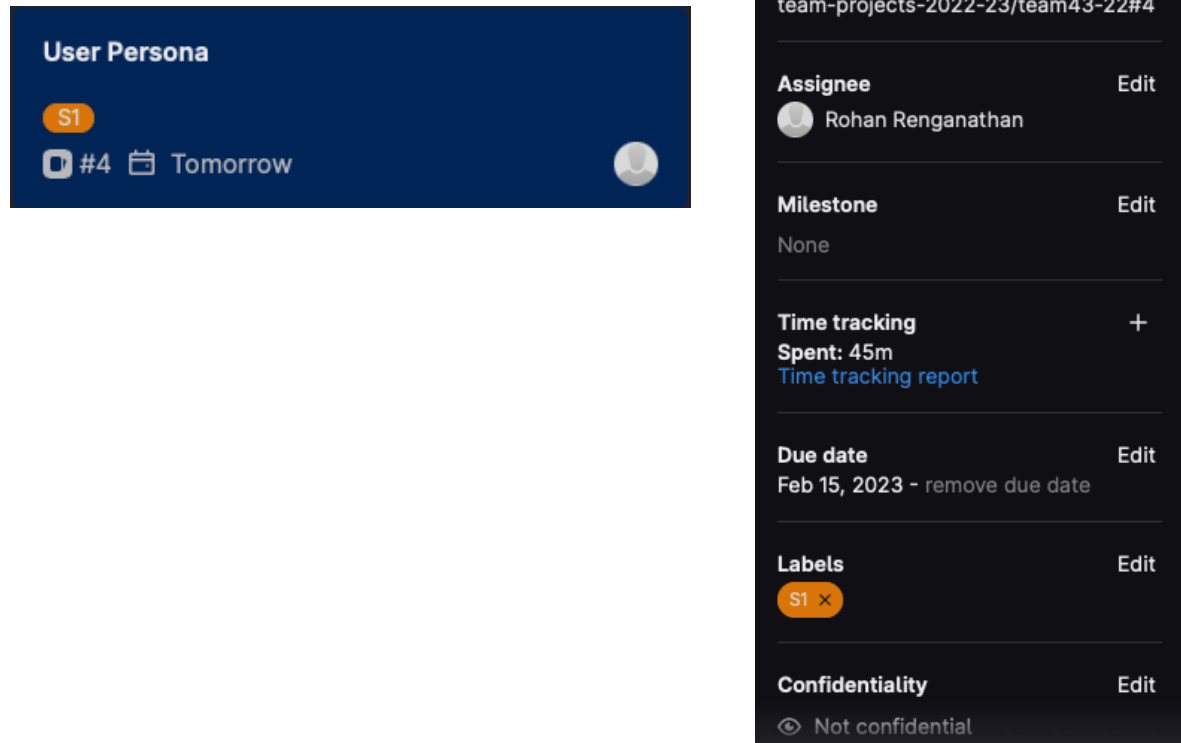 User Persona
S1
#4 Tomorrow
team-projects-2022-23/team43-22#4
Assignee Edit
Rohan Renganathan
Milestone Edit
None
Time tracking +
Spent: 45m
Time tracking report
Due date Edit
Feb 15, 2023 - remove due date
Labels Edit
S1 ×
Confidentiality Edit
Not confidential